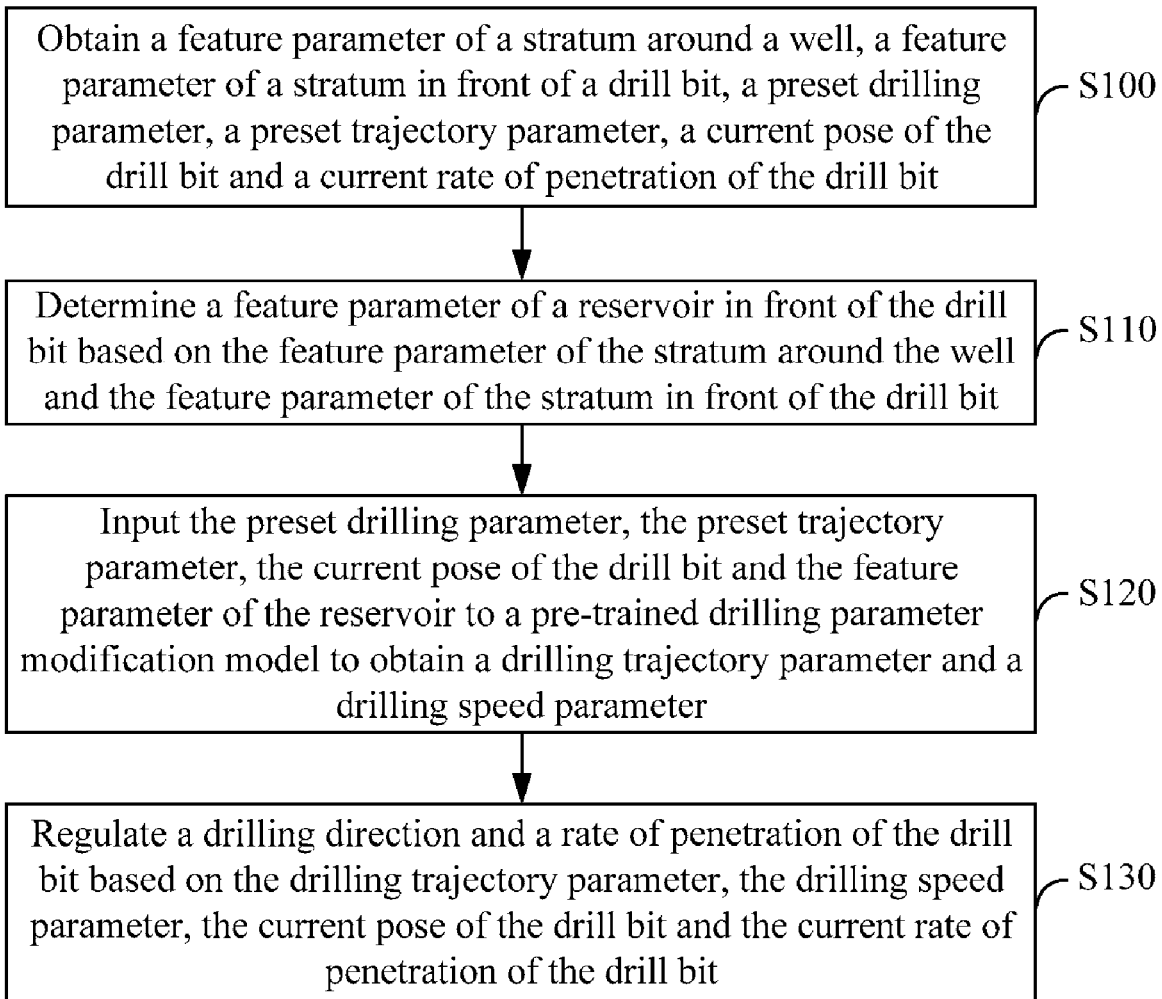 Obtain a feature parameter of a stratum around a well, a feature
parameter of a stratum in front of a drill bit, a preset drilling
parameter, a preset trajectory parameter, a current pose of the
drill bit and a current rate of penetration of the drill bit
S100
Determine a feature parameter of a reservoir in front of the drill
bit based on the feature parameter of the stratum around the well
and the feature parameter of the stratum in front of the drill bit
S110
Input the preset drilling parameter, the preset trajectory
parameter, the current pose of the drill bit and the feature
parameter of the reservoir to a pre-trained drilling parameter
modification model to obtain a drilling trajectory parameter and a
drilling speed parameter
S120
Regulate a drilling direction and a rate of penetration of the drill
bit based on the drilling trajectory parameter, the drilling speed
parameter, the current pose of the drill bit and the current rate of
penetration of the drill bit
S130